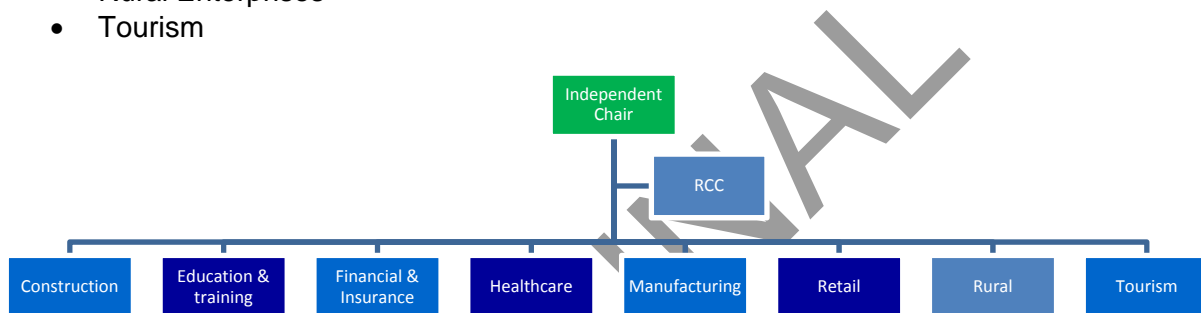 • Tourism
Independent
Chair
RCC
Construction
Education &
training
Financial &
Insurance
Healthcare
Manufacturing
Retail
Rural
Tourism